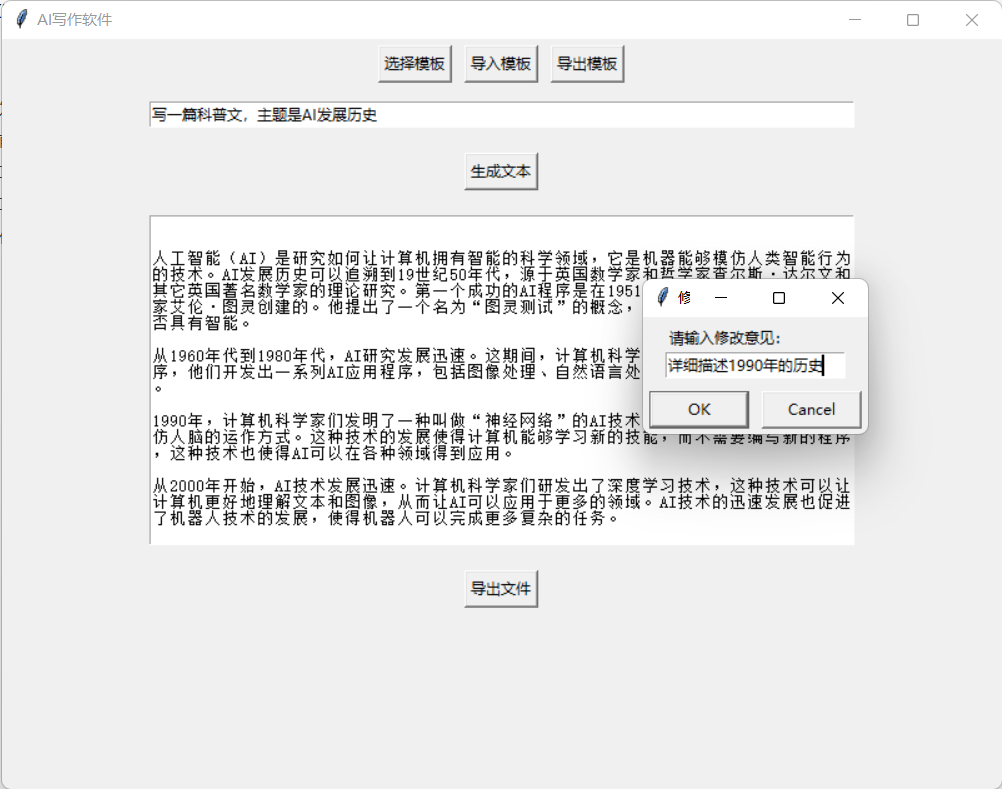 AI写作软件
选择模板 导入模板 导出模板
写一篇科普文，主题是AI发展历史
生成文本
人工智能（AI）是研究如何让计算机拥有智能的科学领域，它是机器能够模仿人类智能行为
的技术。AI发展历史可以追溯到19世纪50年代，源于英国数学家和哲学家查尔斯·达尔文和
其它英国著名数学家的理论研究。第一个成功的AI程序是在1951
家艾伦·图灵创建的。他提出了一个名为“图灵测试”的概念，
否具有智能。
从1960年代到1980年代，AI研究发展迅速。这期间，计算机科学
序，他们开发出一系列AI应用程序，包括图像处理、自然语言处
。
1990年，计算机科学家们发明了一种叫做“神经网络”的AI技术
仿人脑的运作方式。这种技术的发展使得计算机能够学习新的技能，而不需要编写新的程序
，这种技术也使得AI可以在各种领域得到应用。
从2000年开始，AI技术发展迅速。计算机科学家们研发出了深度学习技术，这种技术可以让
计算机更好地理解文本和图像，从而让AI可以应用于更多的领域。AI技术的迅速发展也促进
了机器人技术的发展，使得机器人可以完成更多复杂的任务。
修
请输入修改意见：
详细描述1990年的历史
OK Cancel
导出文件